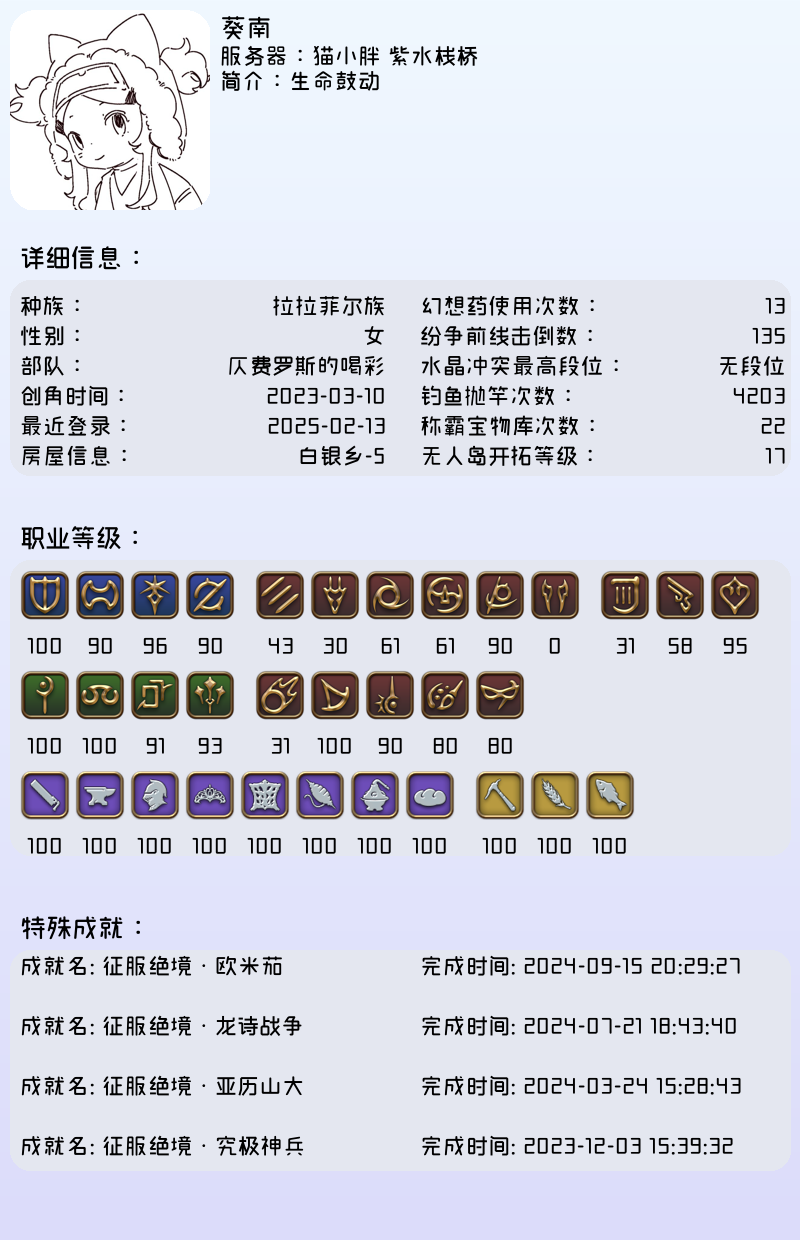 葵南
服务器：猫小胖 紫水栈桥
简介：生命鼓动
详细信息：
种族： 拉拉菲尔族 幻想药使用次数： 13
性别： 女 纷争前线击倒数： 135
部队： 仄费罗斯的喝彩 水晶冲突最高段位： 无段位
创角时间： 2023-03-10 钓鱼抛竿次数： 4203
最近登录： 2025-02-13 称霸宝物库次数： 22
房屋信息： 白银乡-5 无人岛开拓等级： 17
职业等级：
100 90 96 90 43 30 61 61 90 0 31 58 95
100 100 91 93 31 100 90 80 80
100 100 100 100 100 100 100 100 100 100 100
特殊成就：
成就名: 征服绝境·欧米茄 完成时间: 2024-09-15 20:29:27
成就名: 征服绝境·龙诗战争 完成时间: 2024-07-21 18:43:40
成就名: 征服绝境·亚历山大 完成时间: 2024-03-24 15:28:43
成就名: 征服绝境·究极神兵 完成时间: 2023-12-03 15:39:32